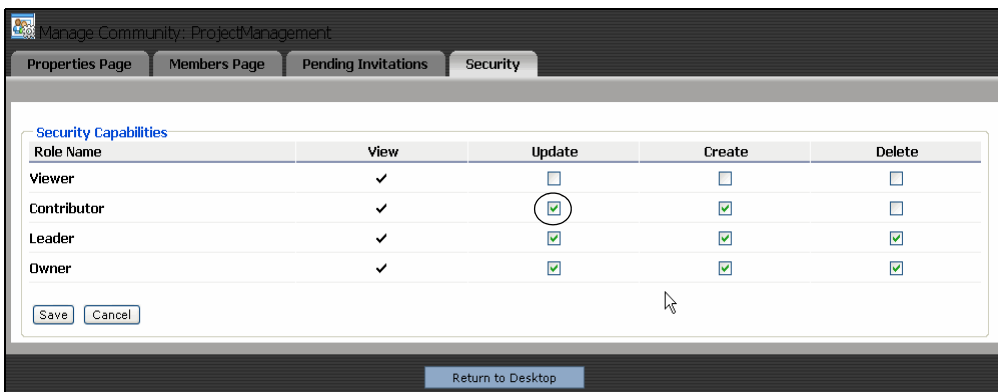 Manage Community: ProjectManagement
Properties Page Members Page Pending Invitations Security
Security Capabilities
Role Name View Update Create Delete
Viewer
Contributor
Leader
Owner
Save Cancel
Return to Desktop